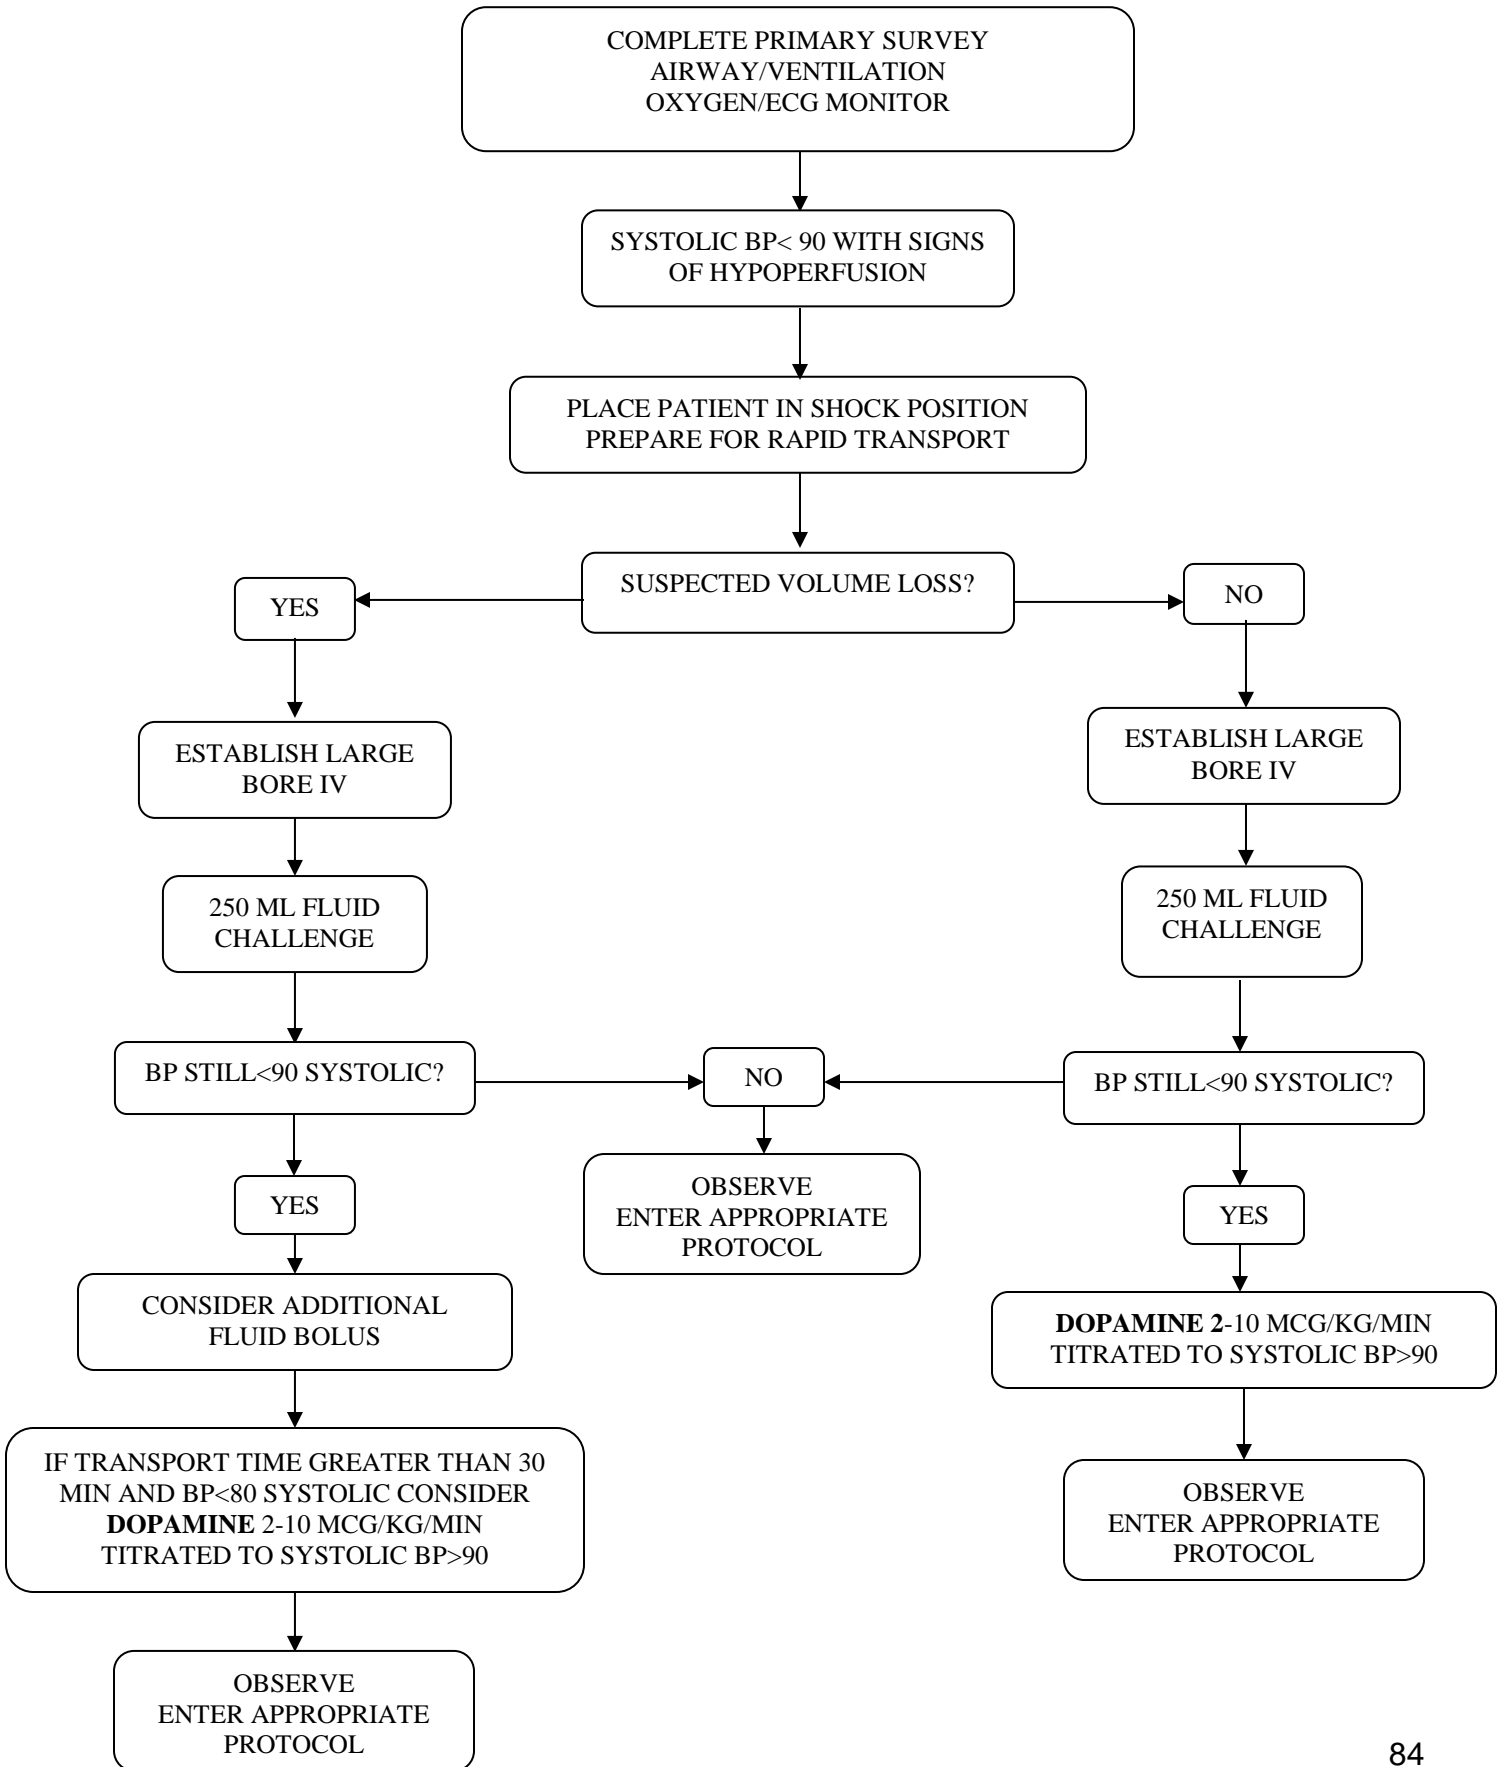 COMPLETE PRIMARY SURVEY
AIRWAY/VENTILATION
OXYGEN/ECG MONITOR
SYSTOLIC BP< 90 WITH SIGNS
OF HYPOPERFUSION
PLACE PATIENT IN SHOCK POSITION
PREPARE FOR RAPID TRANSPORT
SUSPECTED VOLUME LOSS?
YES
NO
ESTABLISH LARGE
BORE IV
ESTABLISH LARGE
BORE IV
250 ML FLUID
CHALLENGE
250 ML FLUID
CHALLENGE
BP STILL<90 SYSTOLIC?
NO
BP STILL<90 SYSTOLIC?
YES
OBSERVE
ENTER APPROPRIATE
PROTOCOL
YES
CONSIDER ADDITIONAL
FLUID BOLUS
DOPAMINE 2-10 MCG/KG/MIN
TITRATED TO SYSTOLIC BP>90
IF TRANSPORT TIME GREATER THAN 30
MIN AND BP<80 SYSTOLIC CONSIDER
DOPAMINE 2-10 MCG/KG/MIN
TITRATED TO SYSTOLIC BP>90
OBSERVE
ENTER APPROPRIATE
PROTOCOL
OBSERVE
ENTER APPROPRIATE
PROTOCOL
84